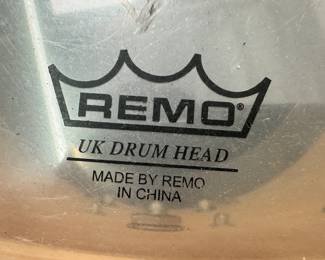 REMO®
UK DRUM HEAD
MADE BY REMO
IN CHINA